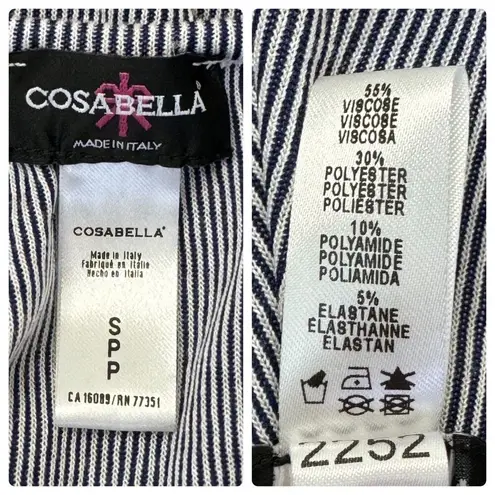 COSABELLA
MADE IN ITALY
COSABELLA®
Made in Italy
Fabriqué en Italie
Hecho en Italia
S
P
P
CA 16089/RN 77351
55%
VISCOSE
VISCOSE
VISCOSA
30%
POLYESTER
POLYESTER
POLIESTER
10%
POLYAMIDE
POLYAMIDE
POLIAMIDA
5%
ELASTANE
ELASTHANNE
ELASTAN
2252